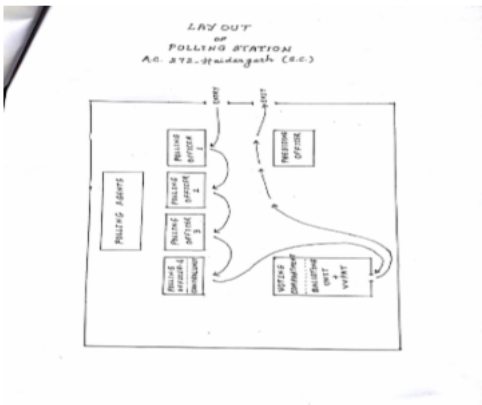 LAY OUT
OF
POLLING STATION
A.C. 272-Haidergarh (S.C.)
ENTRY
EXIT
POLLING
OFFICER
1
PRESIDING
OFFICER
POLLING AGENTS
POLLING
OFFICER
2
POLLING
OFFICER
3
POLLING
VOTING
COMPARTMENT
BALLOTING
UNIT
+
VVPAT